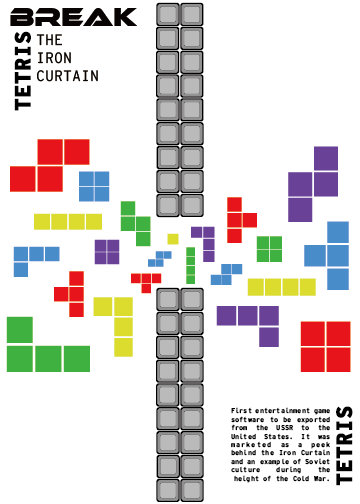 BREAK
TETRIS
THE
IRON
CURTAIN
First entertainment game
software to be exported
from the USSR to the
United States. It was
marketed as a peek
behind the Iron Curtain
and an example of Soviet
culture during the
height of the Cold War.
TETRIS